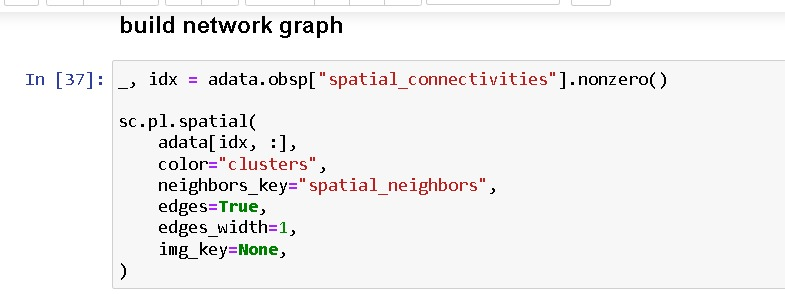 build network graph
In [37]: _, idx = adata.obsp["spatial_connectivities"].nonzero()
sc.pl.spatial(
    adata[idx, :],
    color="clusters",
    neighbors_key="spatial_neighbors",
    edges=True,
    edges_width=1,
    img_key=None,
)